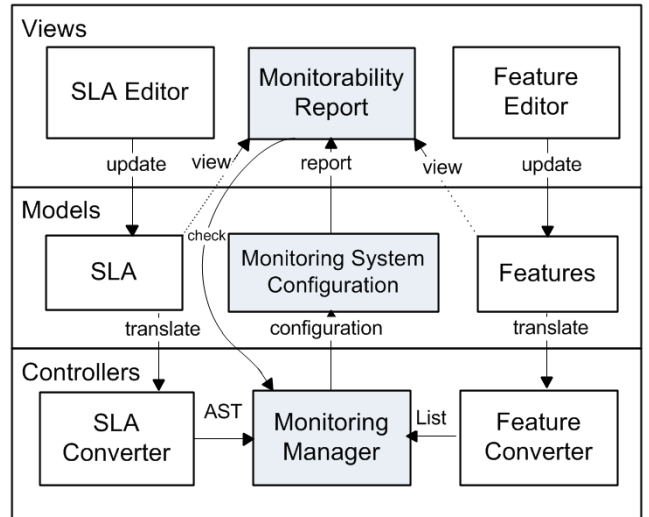 Views
SLA Editor
Monitorability
Report
Feature
Editor
update
view
report
view
update
Models
check
SLA
Monitoring System
Configuration
Features
translate
configuration
translate
Controllers
SLA
Converter
AST
Monitoring
Manager
List
Feature
Converter